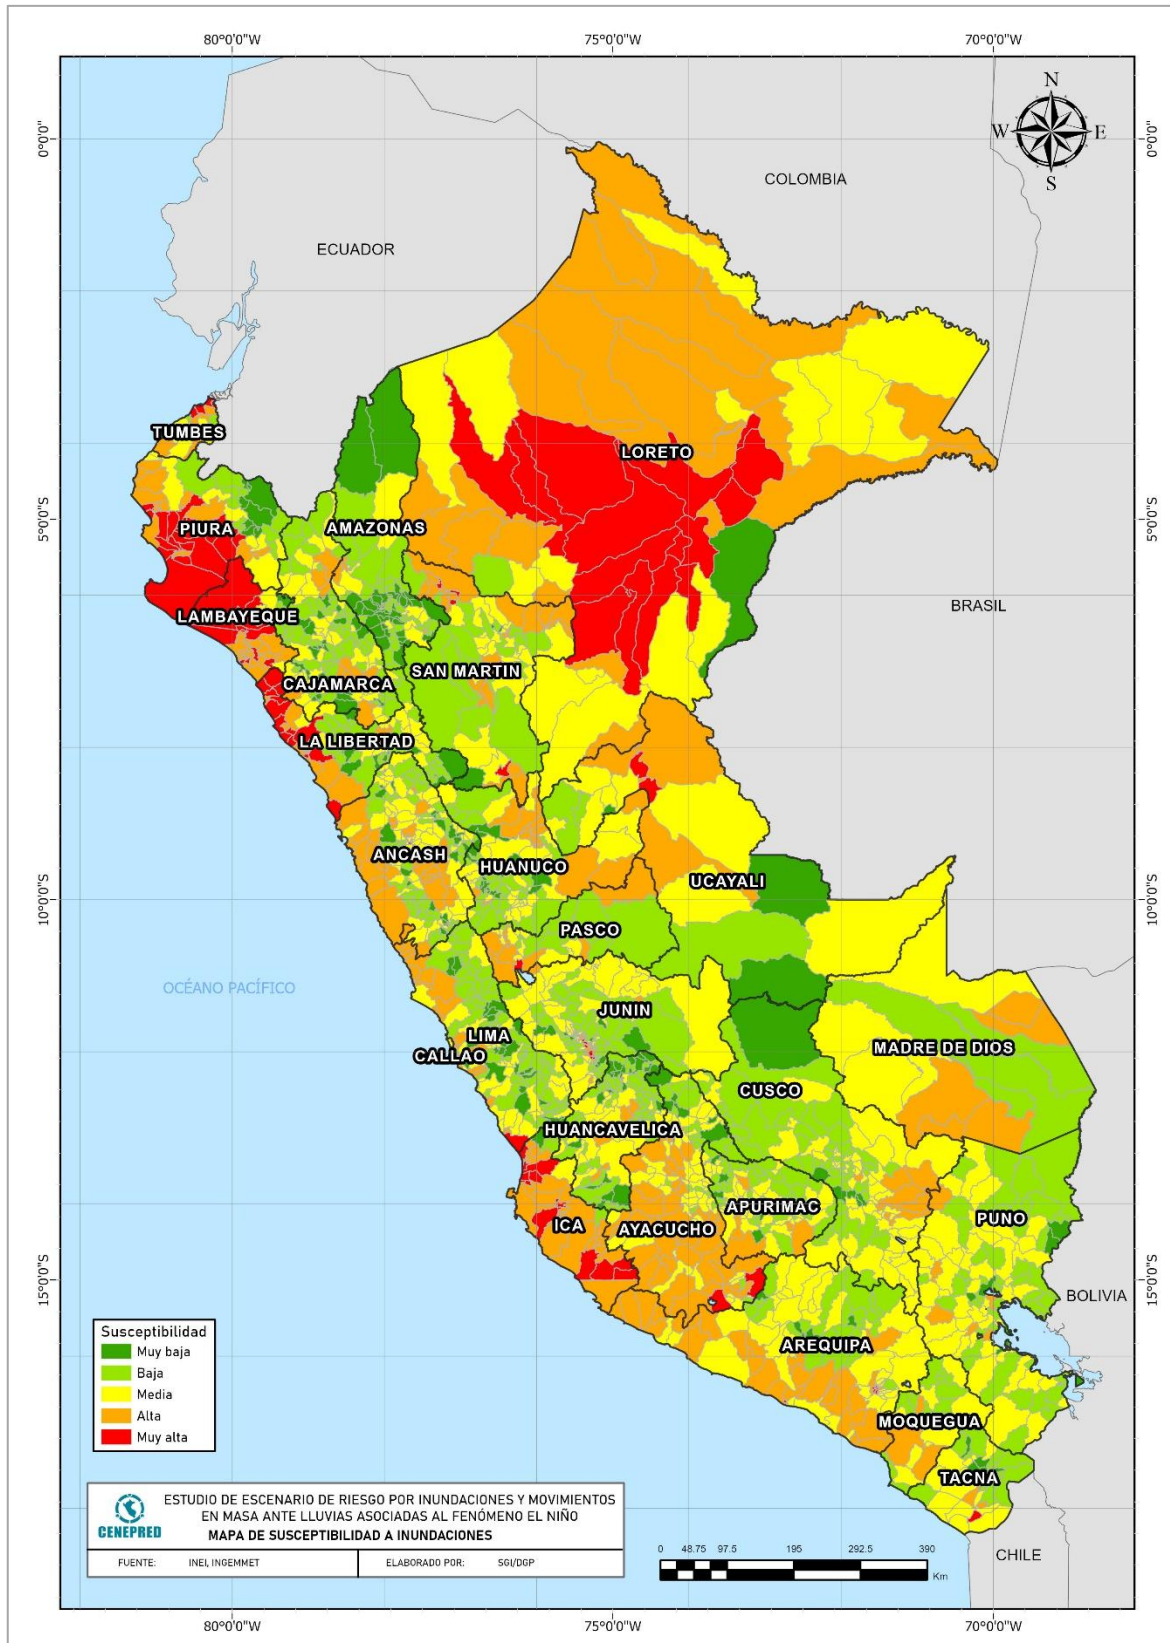 80°0'0"W
75°0'0"W
70°0'0"W
0°0'0"
0°0'0"
N
W
E
S
COLOMBIA
ECUADOR
TUMBES
LORETO
PIURA
AMAZONAS
5°0'0"S
5°0'0"S
LAMBAYEQUE
BRASIL
SAN MARTIN
CAJAMARCA
LA LIBERTAD
ANCASH
HUANUCO
UCAYALI
10°0'0"S
10°0'0"S
PASCO
OCÉANO PACÍFICO
JUNIN
LIMA
CALLAO
MADRE DE DIOS
CUSCO
HUANCAVELICA
APURIMAC
ICA
AYACUCHO
PUNO
15°0'0"S
15°0'0"S
BOLIVIA
AREQUIPA
MOQUEGUA
TACNA
CHILE
Susceptibilidad
Muy baja
Baja
Media
Alta
Muy alta
CENEPRED
ESTUDIO DE ESCENARIO DE RIESGO POR INUNDACIONES Y MOVIMIENTOS
EN MASA ANTE LLUVIAS ASOCIADAS AL FENÓMENO EL NIÑO
MAPA DE SUSCEPTIBILIDAD A INUNDACIONES
FUENTE: INEI, INGEMMET ELABORADO POR: SGI/DGP
0 48.75 97.5 195 292.5 390
Km
80°0'0"W
75°0'0"W
70°0'0"W